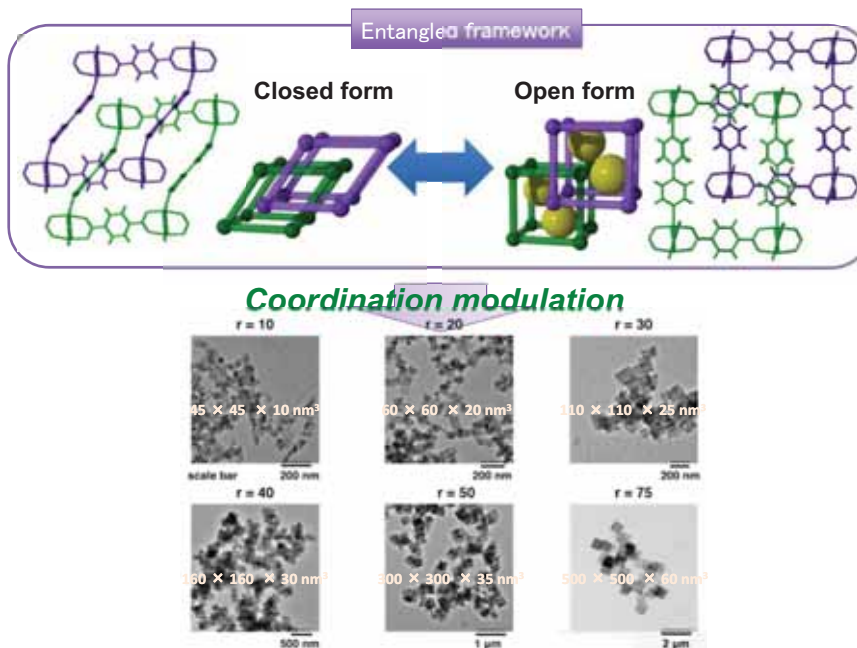 Entangled framework
Closed form
Open form
Coordination modulation
r = 10
r = 20
r = 30
45 × 45 × 10 nm³
60 × 60 × 20 nm³
110 × 110 × 25 nm³
scale bar
200 nm
200 nm
200 nm
r = 40
r = 50
r = 75
160 × 160 × 30 nm³
300 × 300 × 35 nm³
500 × 500 × 60 nm³
500 nm
1 μm
2 μm